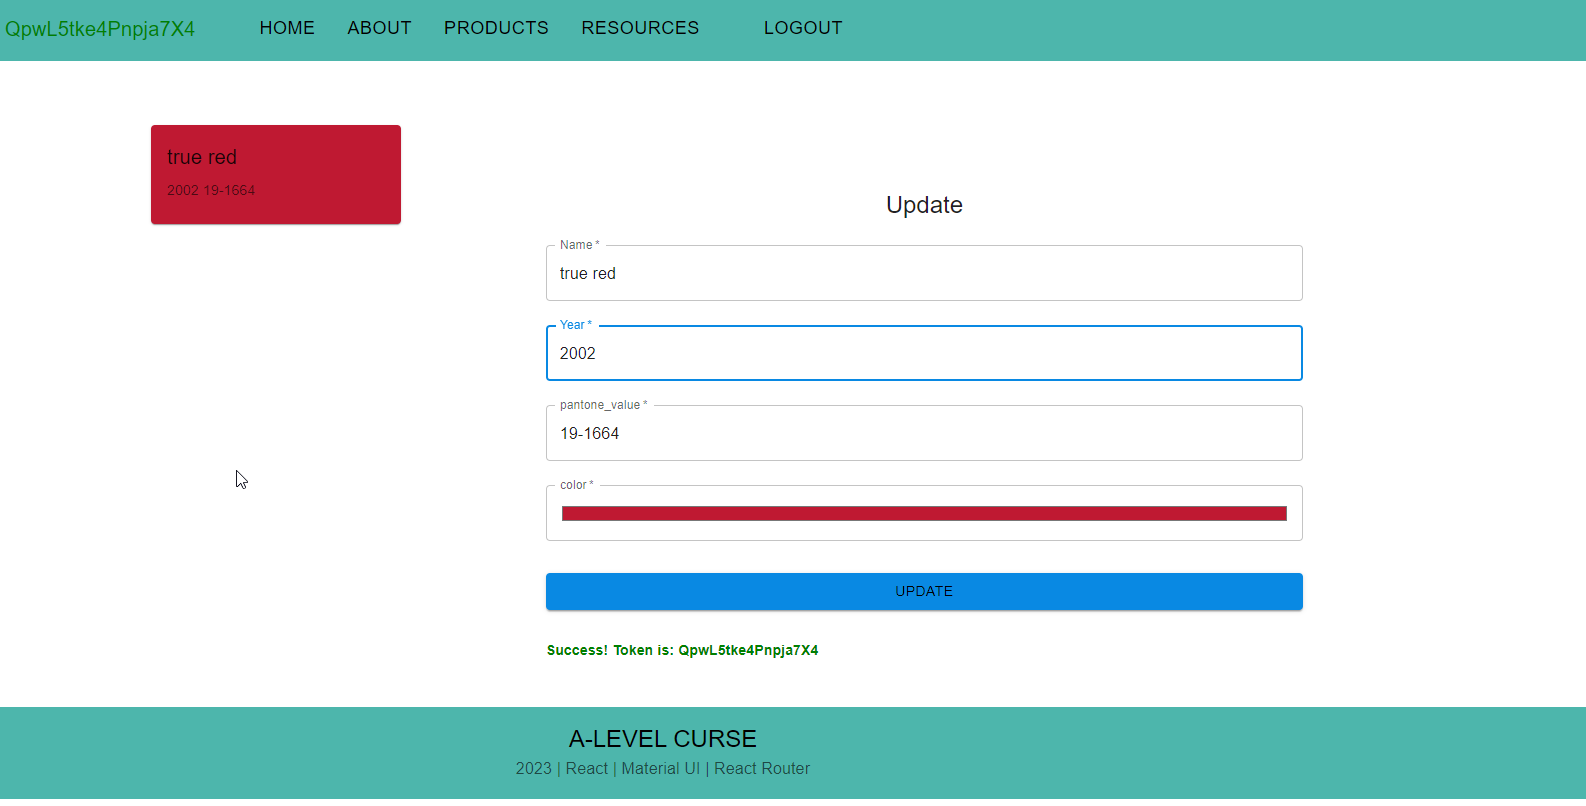 QpwL5tke4Pnpja7X4 HOME ABOUT PRODUCTS RESOURCES LOGOUT
true red
2002 19-1664
Update
Name *
true red
Year *
2002
pantone_value *
19-1664
color *
UPDATE
Success! Token is: QpwL5tke4Pnpja7X4
A-LEVEL CURSE
2023 | React | Material UI | React Router